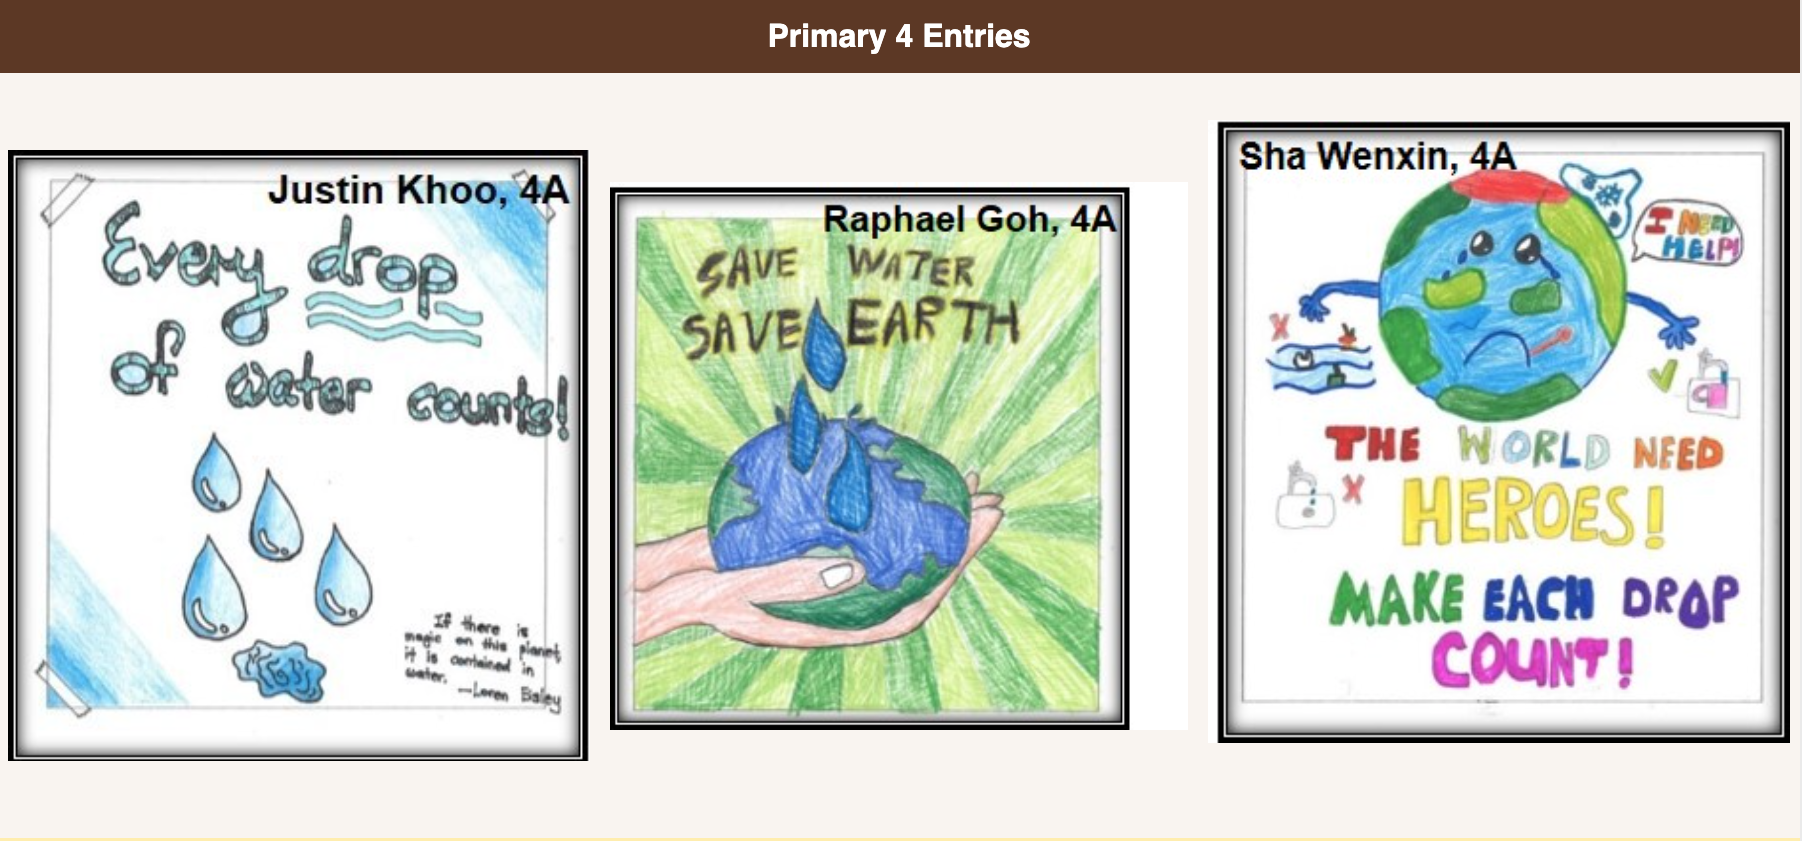 Primary 4 Entries
Justin Khoo, 4A
Every drop
of water counts!
If there is
magic on this planet,
it is contained in
water.
—Loren Eisley
Raphael Goh, 4A
SAVE WATER
SAVE EARTH
Sha Wenxin, 4A
I NEED
HELP!
THE WORLD NEED
HEROES!
MAKE EACH DROP
COUNT!